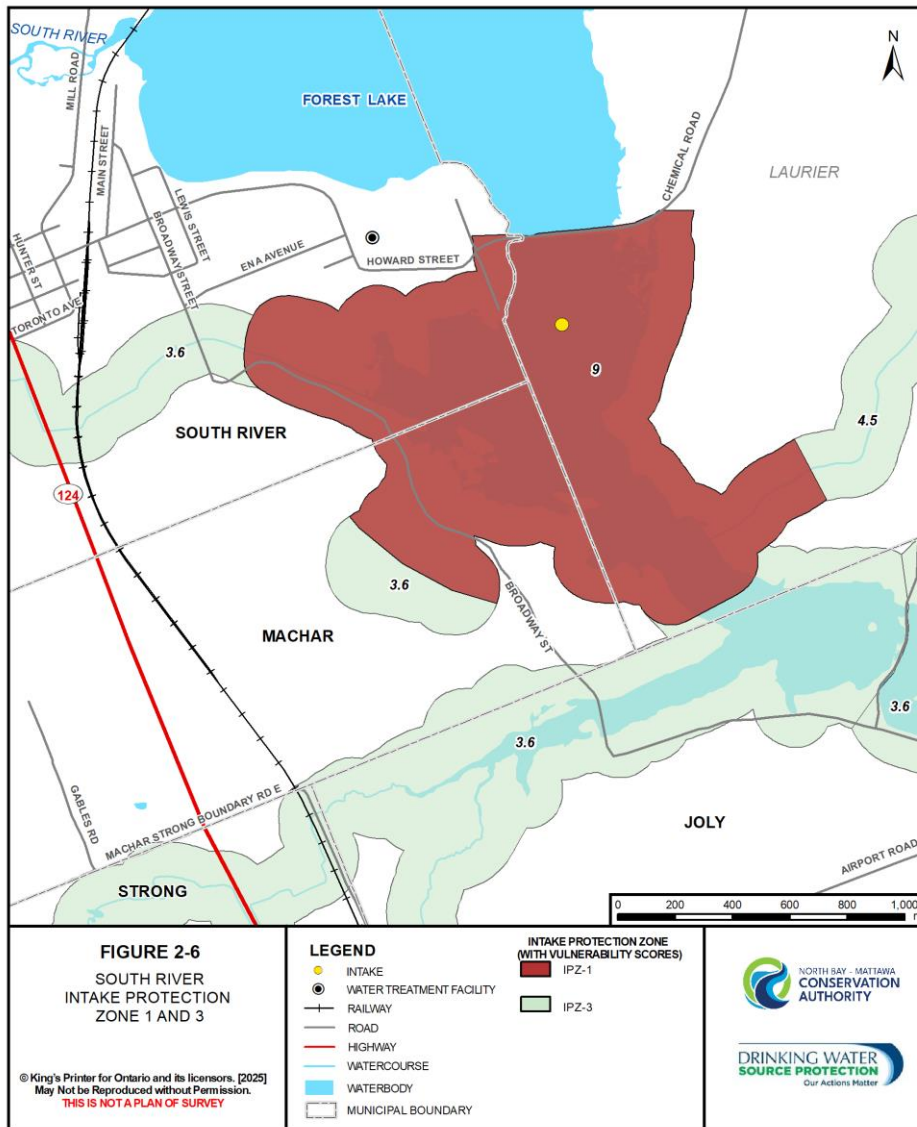 SOUTH RIVER
MILL ROAD
MAIN STREET
FOREST LAKE
N
CHEMICAL ROAD
LAURIER
LEWIS STREET
BROADWAY STREET
HUNTER ST
ENA AVENUE
HOWARD STREET
TORONTO AVE
3.6
9
SOUTH RIVER
4.5
124
3.6
BROADWAY ST
MACHAR
3.6
3.6
GABLES RD
MACHAR STRONG BOUNDARY RD E
JOLY
AIRPORT ROAD
STRONG
0 200 400 600 800 1,000
m
FIGURE 2-6
SOUTH RIVER
INTAKE PROTECTION
ZONE 1 AND 3
© King's Printer for Ontario and its licensors. [2025]
May Not be Reproduced without Permission.
THIS IS NOT A PLAN OF SURVEY
LEGEND
INTAKE
WATER TREATMENT FACILITY
RAILWAY
ROAD
HIGHWAY
WATERCOURSE
WATERBODY
MUNICIPAL BOUNDARY
INTAKE PROTECTION ZONE
(WITH VULNERABILITY SCORES)
IPZ-1
IPZ-3
NORTH BAY - MATTAWA
CONSERVATION
AUTHORITY
DRINKING WATER
SOURCE PROTECTION
Our Actions Matter